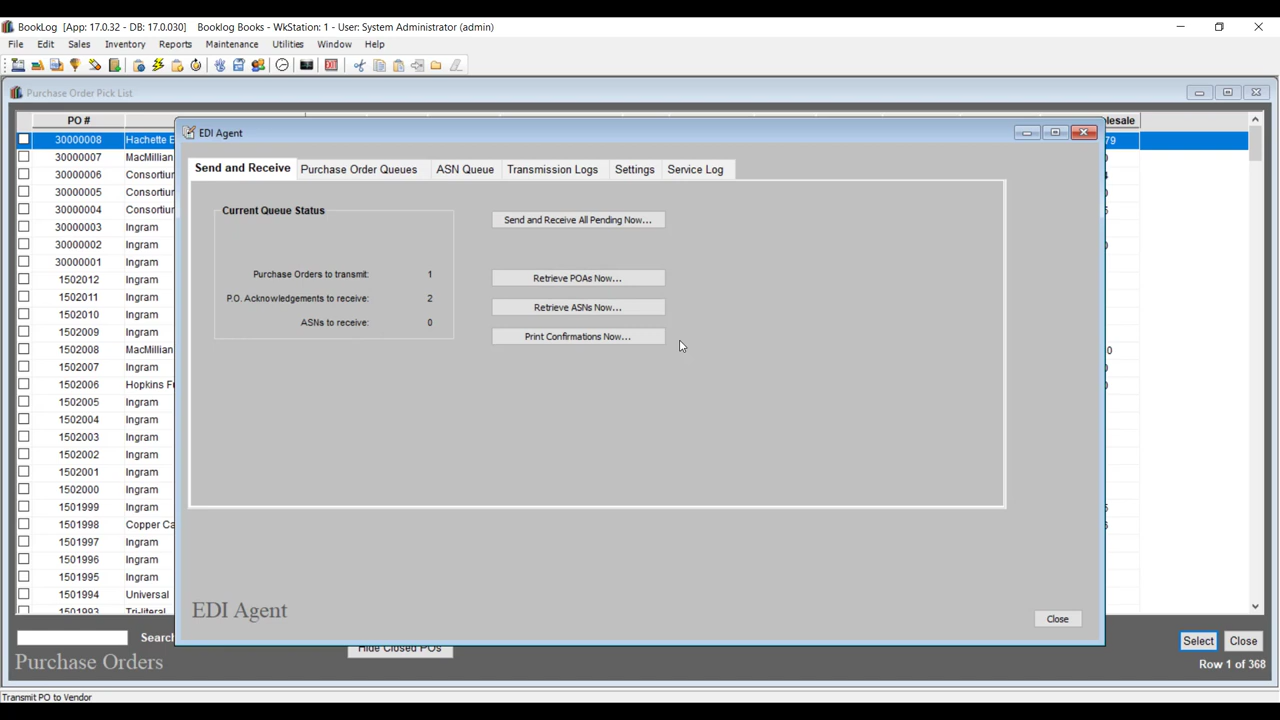 BookLog [App: 17.0.32 - DB: 17.0.030] Booklog Books - WkStation: 1 - User: System Administrator (admin)
File Edit Sales Inventory Reports Maintenance Utilities Window Help
Purchase Order Pick List
PO #
EDI Agent
30000008 Hachette
30000007 MacMillian
30000006 Consortiun
30000005 Consortiun
30000004 Consortiun
30000003 Ingram
30000002 Ingram
30000001 Ingram
1502012 Ingram
1502011 Ingram
1502010 Ingram
1502009 Ingram
1502008 MacMillian
1502007 Ingram
1502006 Hopkins
1502005 Ingram
1502004 Ingram
1502003 Ingram
1502002 Ingram
1502001 Ingram
1502000 Ingram
1501999 Ingram
1501998 Copper
1501997 Ingram
1501996 Ingram
1501995 Ingram
1501994 Universal
1501993 Tri-literal
Send and Receive Purchase Order Queues ASN Queue Transmission Logs Settings Service Log
Current Queue Status
Purchase Orders to transmit: 1
P.O. Acknowledgements to receive: 2
ASNs to receive: 0
Send and Receive All Pending Now...
Retrieve POAs Now...
Retrieve ASNs Now...
Print Confirmations Now...
EDI Agent
Close
Search
Hide Closed POs
Select Close
Purchase Orders
Row 1 of 368
Transmit PO to Vendor